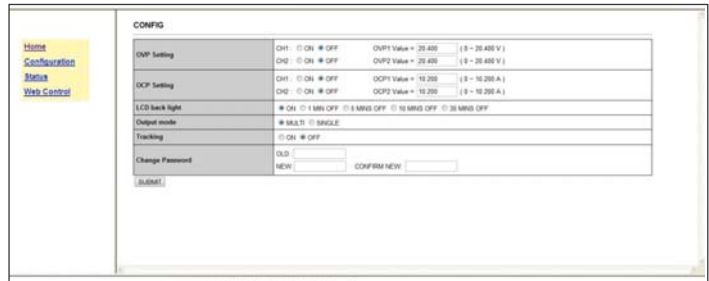 CONFIG
Home
Configuration
Status
Web Control
OVP Setting
CH1 : ON OFF OVP1 Value = 20.400 ( 0 ~ 20.400 V )
CH2 : ON OFF OVP2 Value = 20.400 ( 0 ~ 20.400 V )
OCP Setting
CH1 : ON OFF OCP1 Value = 10.200 ( 0 ~ 10.200 A )
CH2 : ON OFF OCP2 Value = 10.200 ( 0 ~ 10.200 A )
LCD back light ON 1 MIN OFF 5 MINS OFF 10 MINS OFF 30 MINS OFF
Output mode MULTI SINGLE
Tracking ON OFF
Change Password
OLD:
NEW: CONFIRM NEW:
SUBMIT